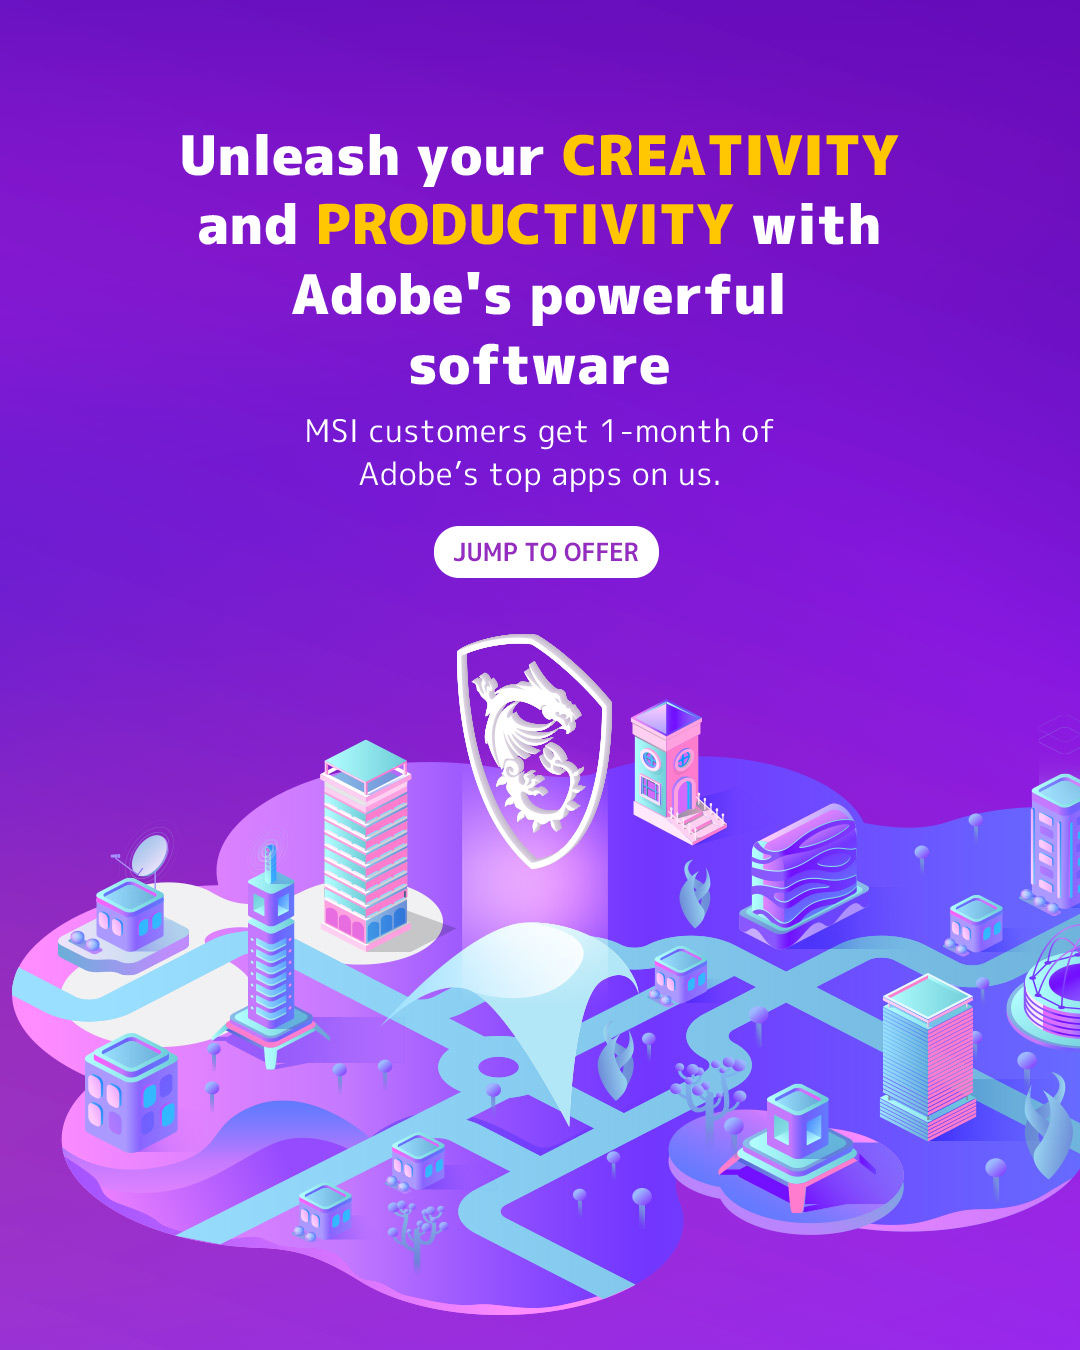 Unleash your CREATIVITY
and PRODUCTIVITY with
Adobe's powerful
software
MSI customers get 1-month of
Adobe’s top apps on us.
JUMP TO OFFER